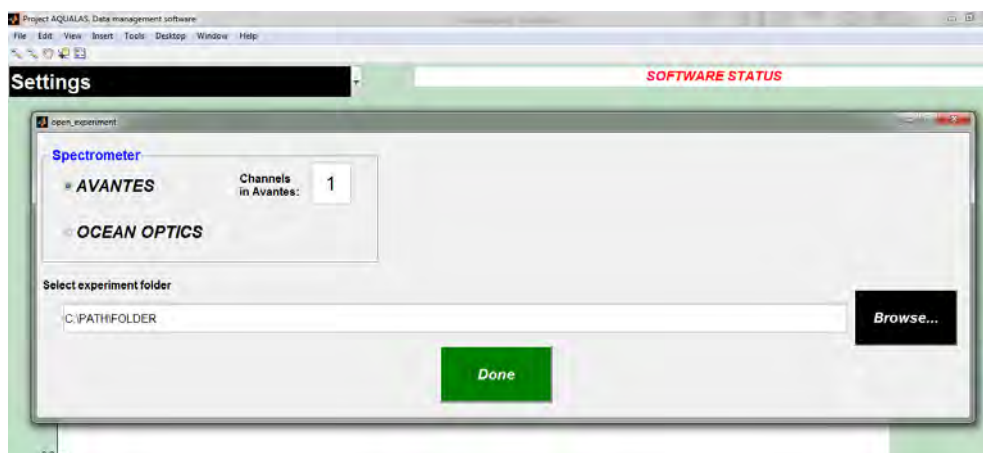 Project AQUALAS. Data management software
File Edit View Insert Tools Desktop Window Help
Settings
SOFTWARE STATUS
open_experiment
Spectrometer
AVANTES
Channels
in Avantes:
1
OCEAN OPTICS
Select experiment folder
C:\PATH\FOLDER
Browse...
Done